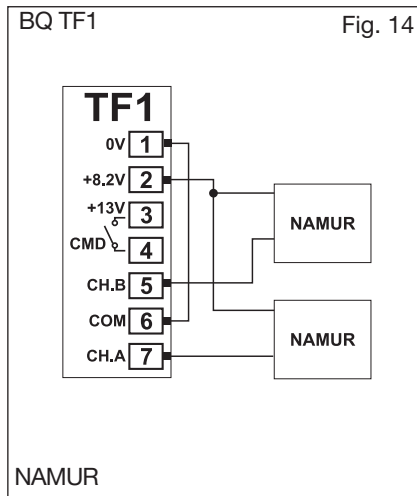 BQ TF1 Fig. 14
TF1
0V 1
+8.2V 2
+13V 3
CMD 4
CH.B 5
COM 6
CH.A 7
NAMUR
NAMUR
NAMUR